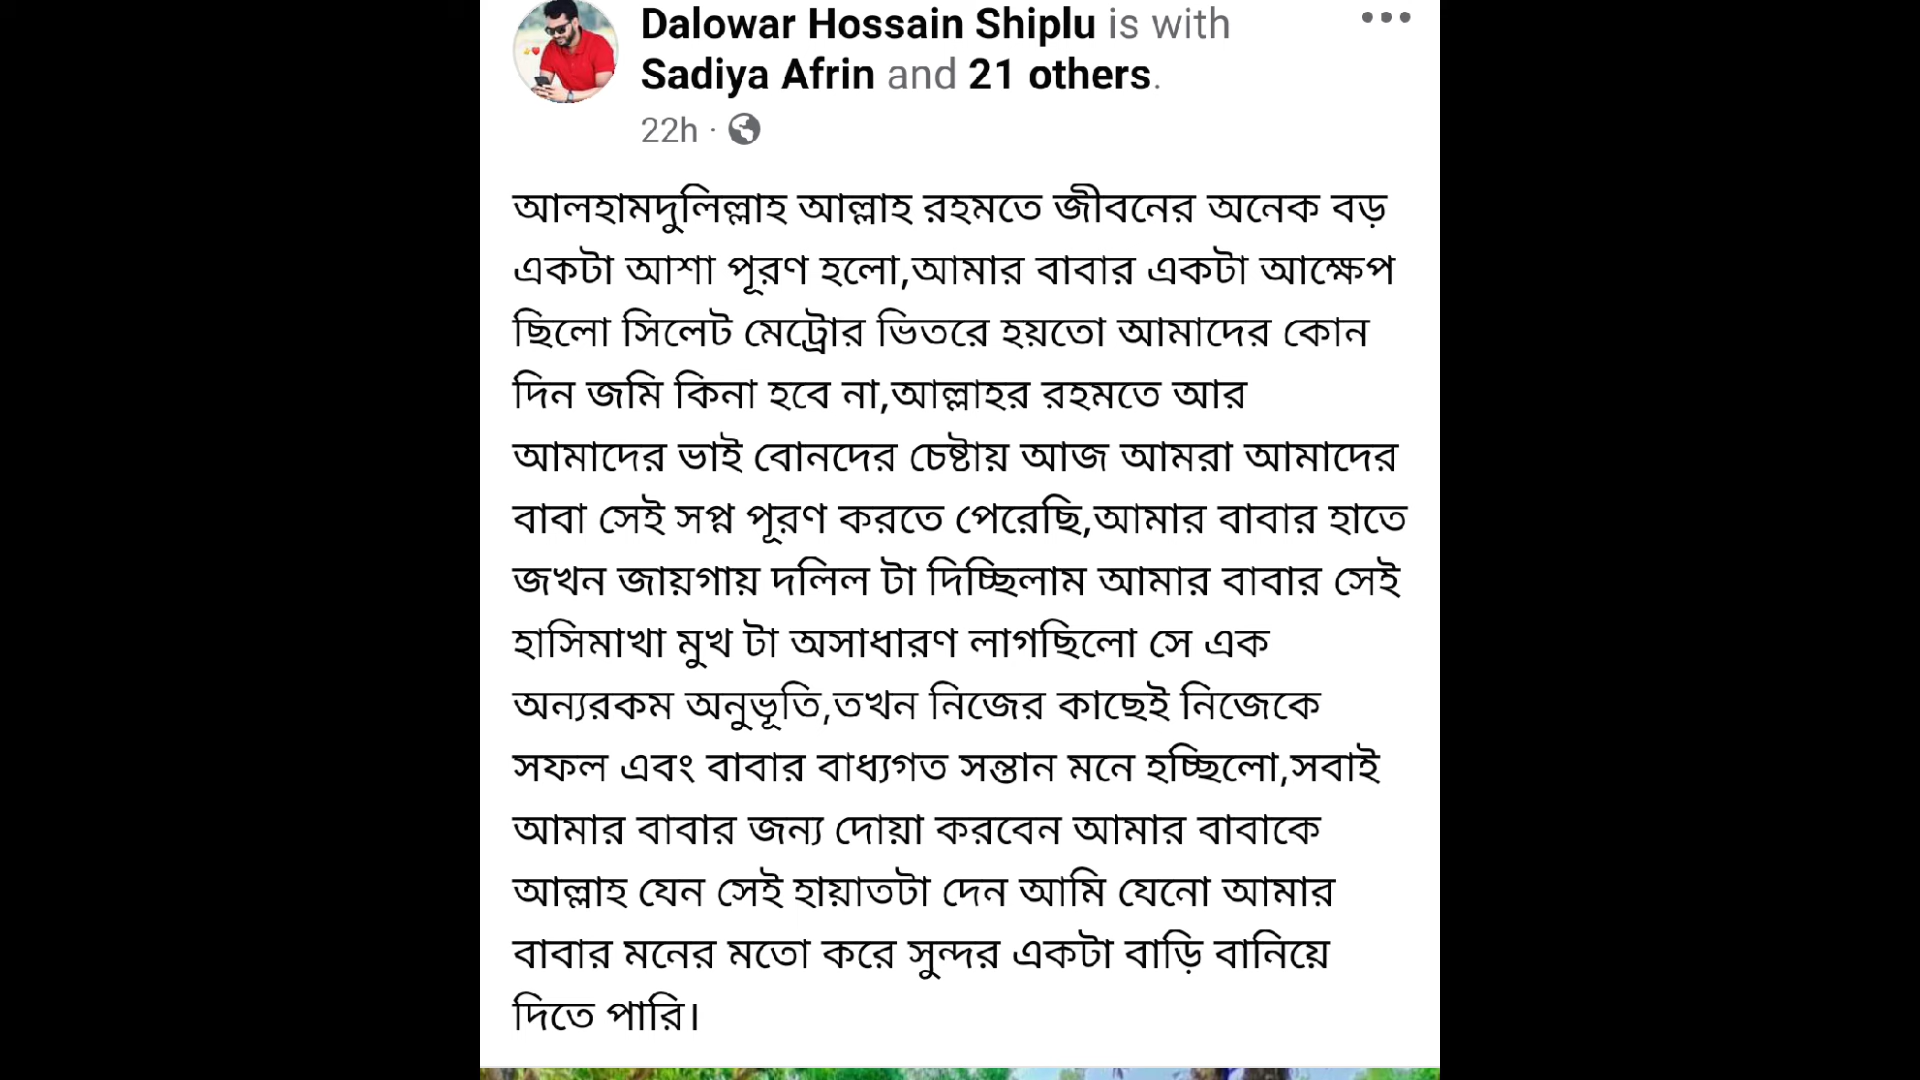 Dalowar Hossain Shiplu is with
Sadiya Afrin and 21 others.
22h ·
আলহামদুলিল্লাহ আল্লাহ রহমতে জীবনের অনেক বড়
একটা আশা পূরণ হলো,আমার বাবার একটা আক্ষেপ
ছিলো সিলেট মেট্রোর ভিতরে হয়তো আমাদের কোন
দিন জমি কিনা হবে না,আল্লাহর রহমতে আর
আমাদের ভাই বোনদের চেষ্টায় আজ আমরা আমাদের
বাবা সেই সপ্ন পূরণ করতে পেরেছি,আমার বাবার হাতে
জখন জায়গায় দলিল টা দিচ্ছিলাম আমার বাবার সেই
হাসিমাখা মুখ টা অসাধারণ লাগছিলো সে এক
অন্যরকম অনুভূতি,তখন নিজের কাছেই নিজেকে
সফল এবং বাবার বাধ্যগত সন্তান মনে হচ্ছিলো,সবাই
আমার বাবার জন্য দোয়া করবেন আমার বাবাকে
আল্লাহ যেন সেই হায়াতটা দেন আমি যেনো আমার
বাবার মনের মতো করে সুন্দর একটা বাড়ি বানিয়ে
দিতে পারি।